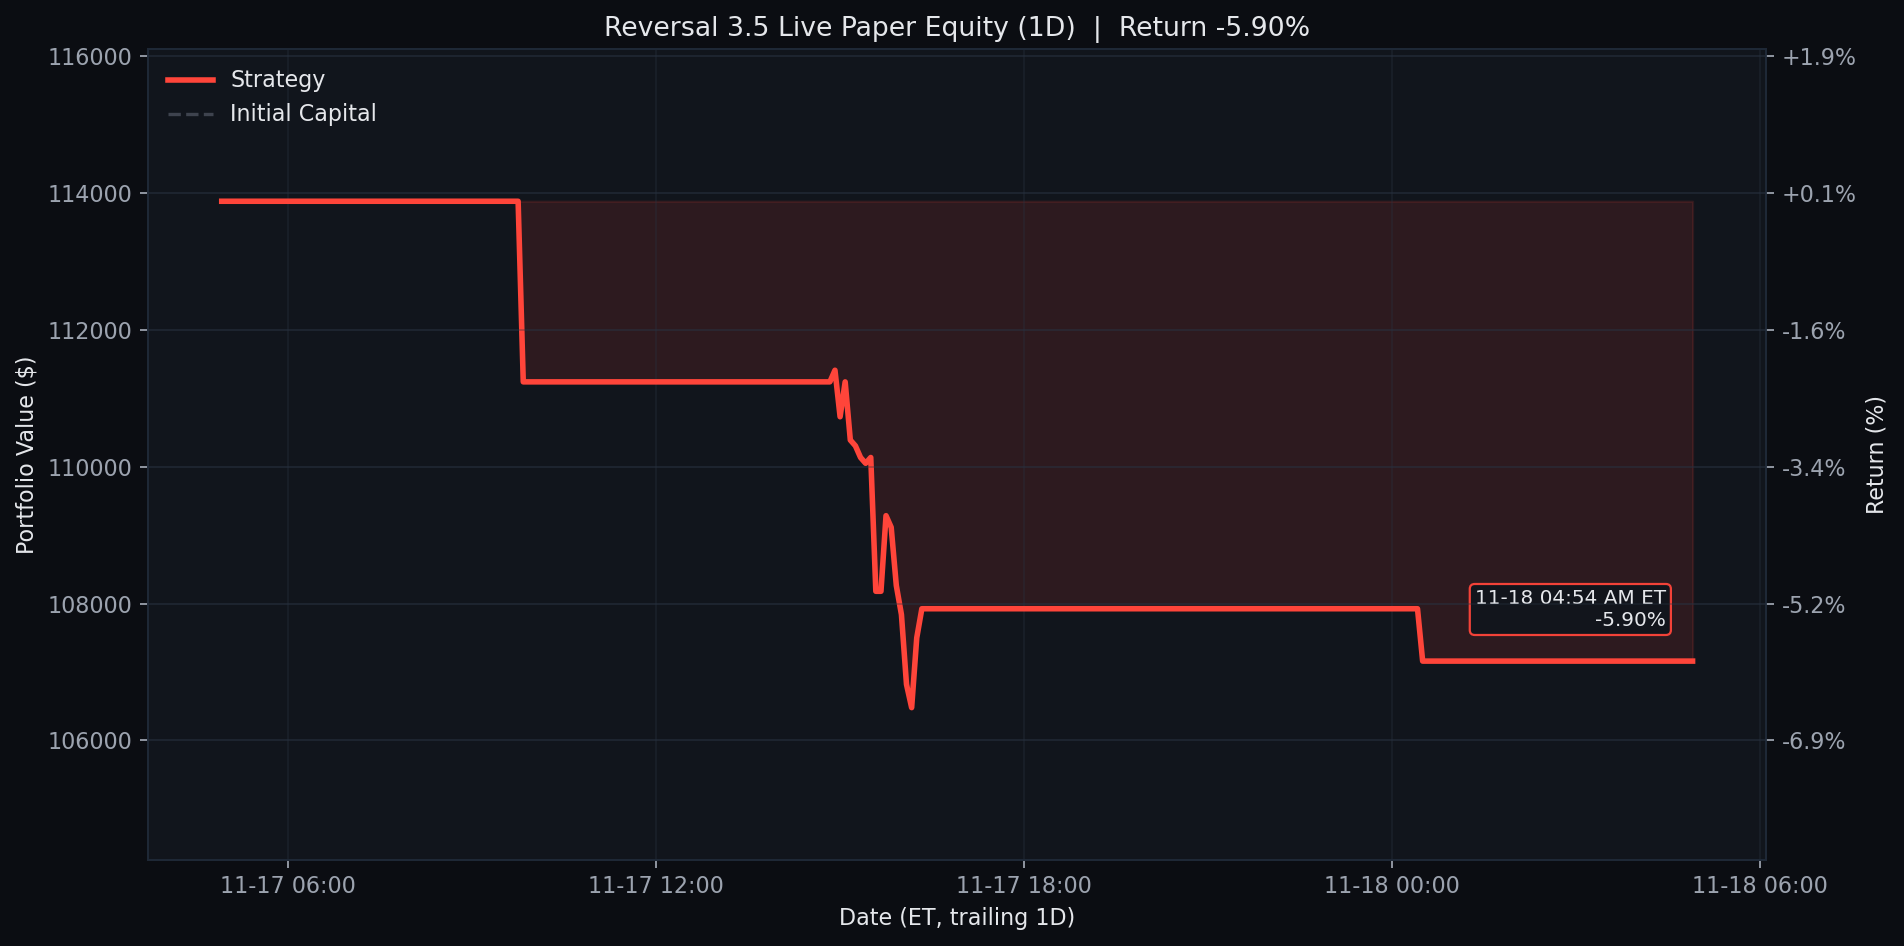 Reversal 3.5 Live Paper Equity (1D) | Return -5.90%
Strategy
Initial Capital
116000
114000
112000
110000
108000
106000
Portfolio Value ($)
+1.9%
+0.1%
-1.6%
-3.4%
-5.2%
-6.9%
Return (%)
11-18 04:54 AM ET
-5.90%
11-17 06:00
11-17 12:00
11-17 18:00
11-18 00:00
11-18 06:00
Date (ET, trailing 1D)